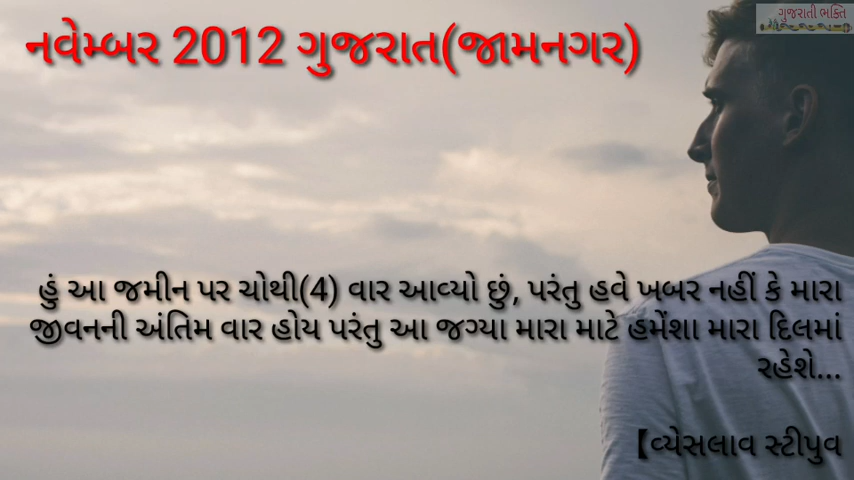 ગુજરાતી ભક્તિ
નવેમ્બર 2012 ગુજરાત(જામનગર)
હું આ જમીન પર ચોથી(4) વાર આવ્યો છું, પરંતુ હવે ખબર નહીં કે મારા
જીવનની અંતિમ વાર હોય પરંતુ આ જગ્યા મારા માટે હમેંશા મારા દિલમાં
રહેશે...
【વ્યેસલાવ સ્ટીપુવ